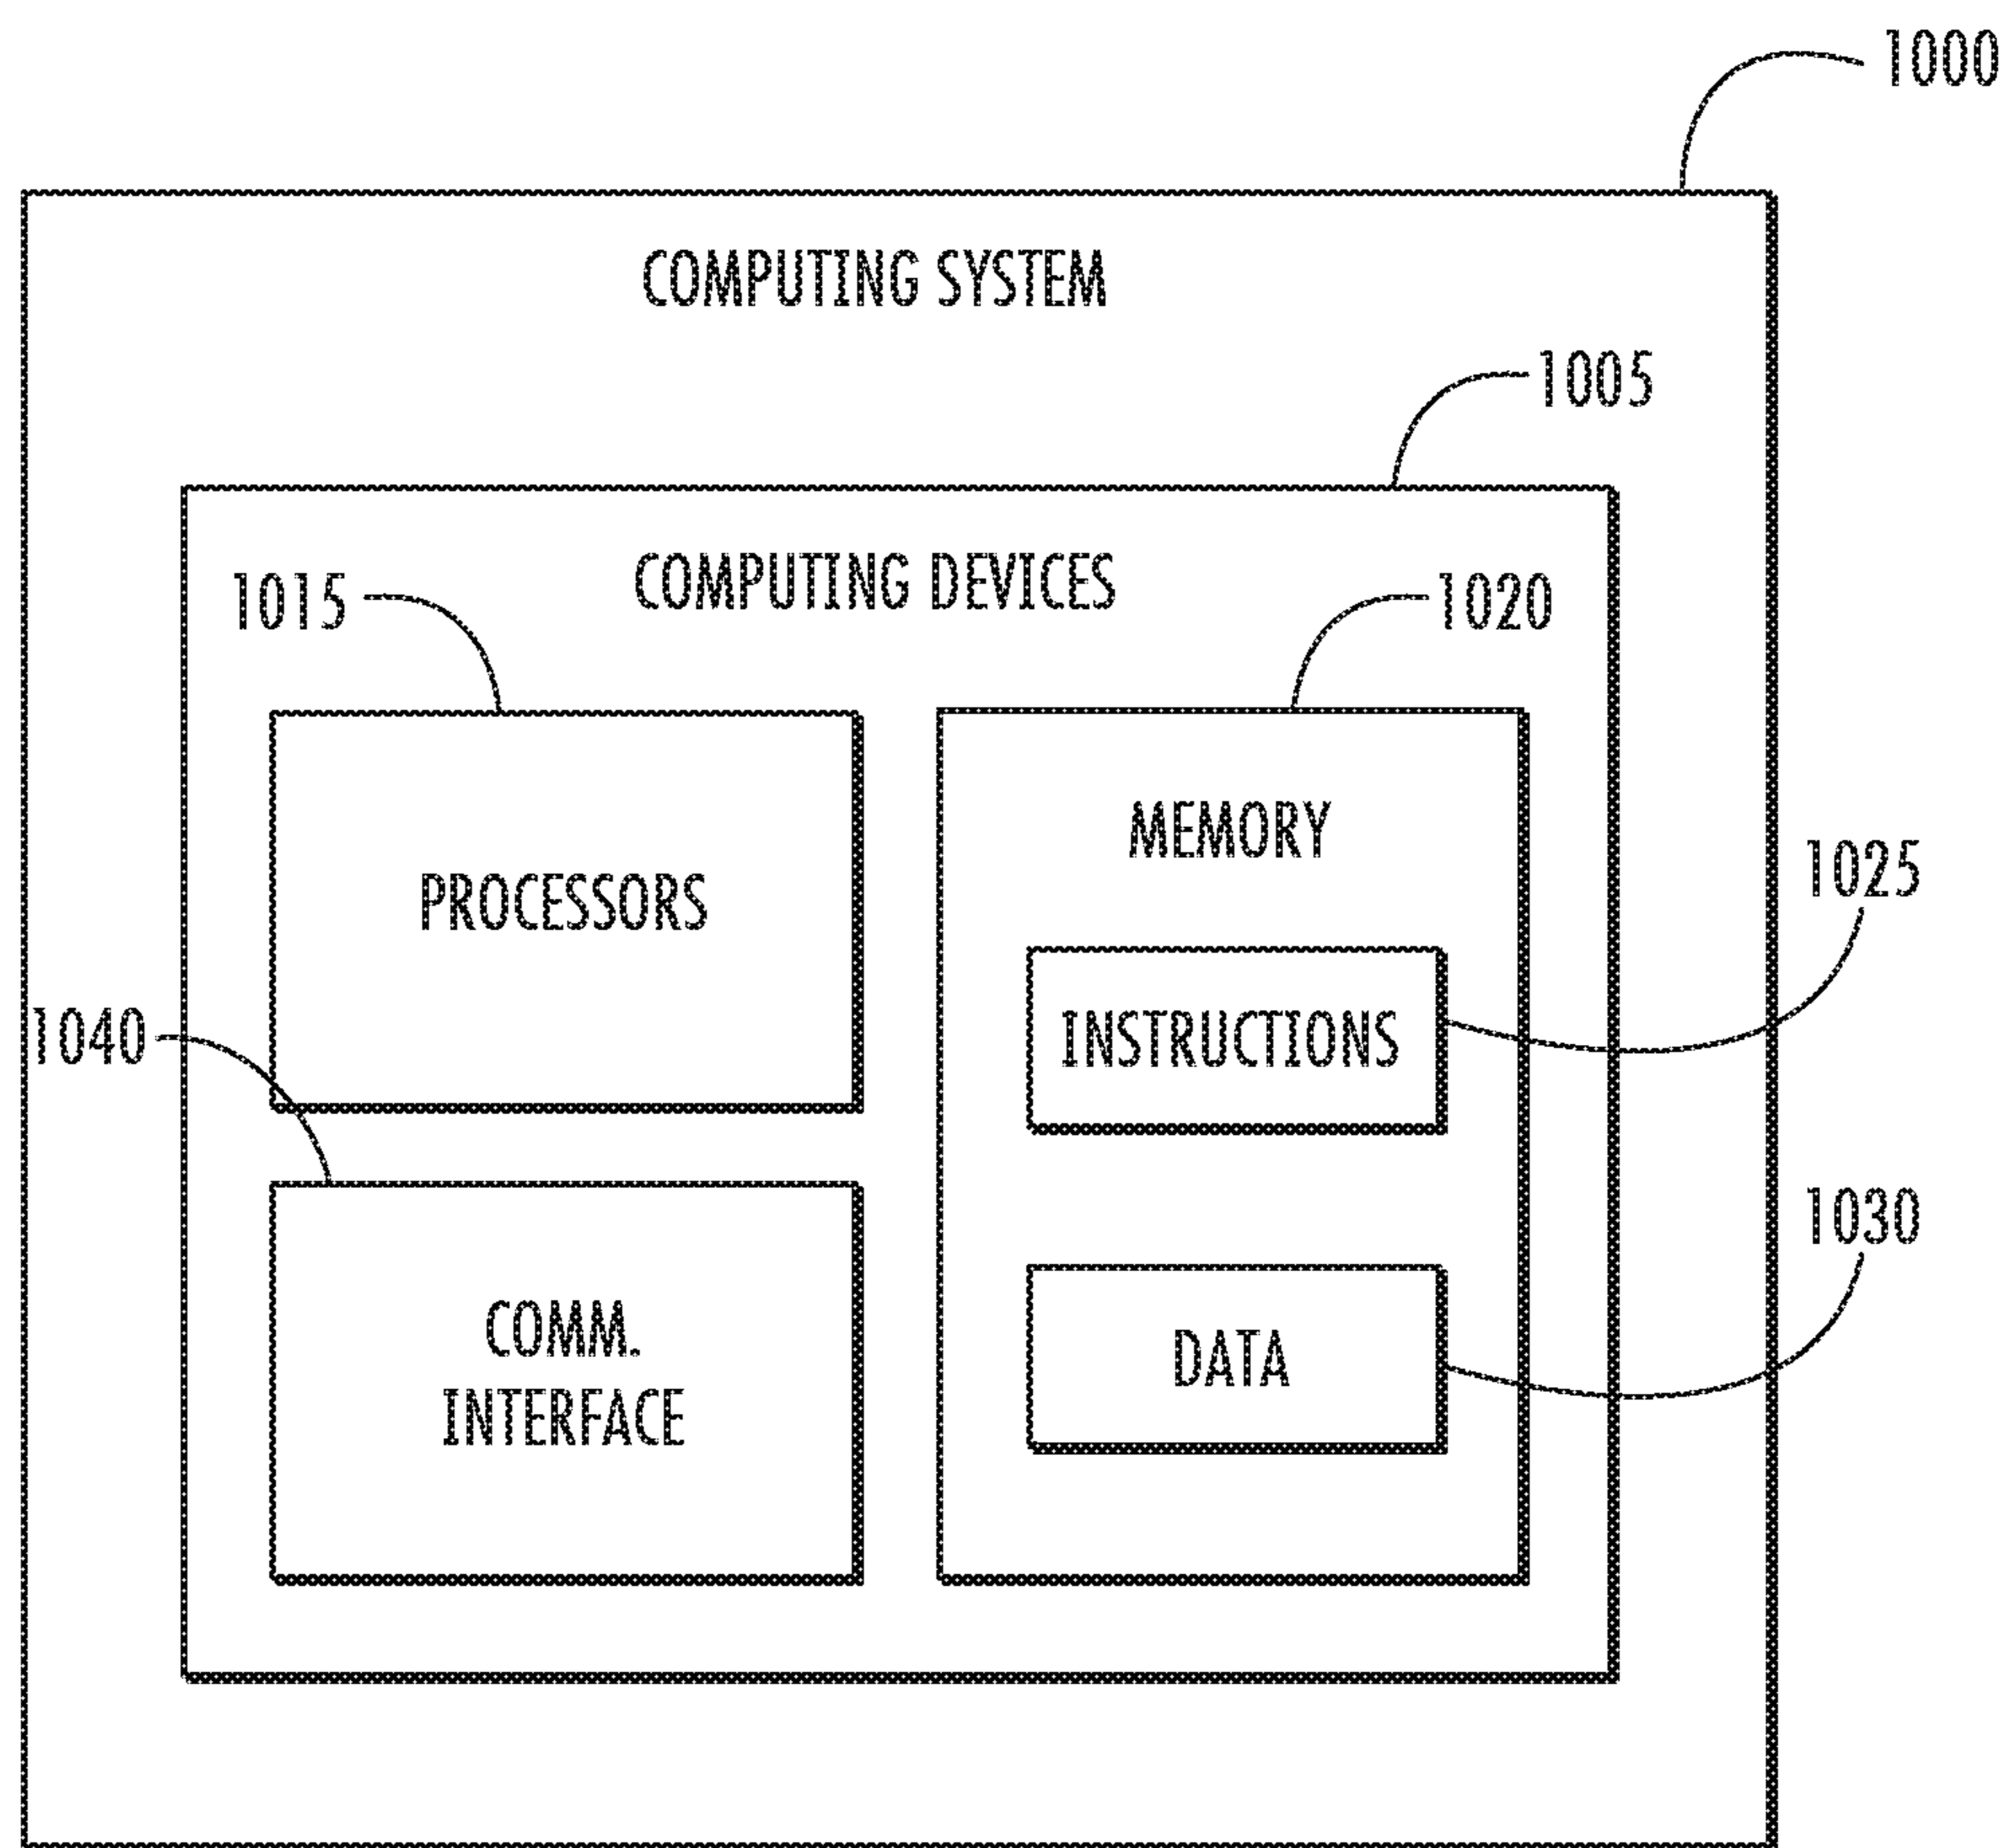 1000
COMPUTING SYSTEM
1005
COMPUTING DEVICES
1015
1020
PROCESSORS
MEMORY
1025
INSTRUCTIONS
1040
COMM.
INTERFACE
1030
DATA